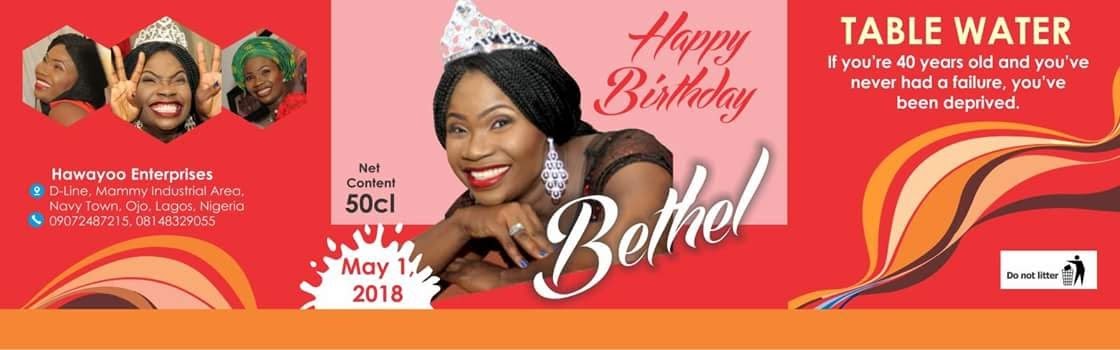 Hawayoo Enterprises
D-Line, Mammy Industrial Area,
Navy Town, Ojo, Lagos, Nigeria
09072487215, 08148329055
Happy
Birthday
Net
Content
50cl
Bethel
May 1,
2018
TABLE WATER
If you're 40 years old and you've
never had a failure, you've
been deprived.
Do not litter